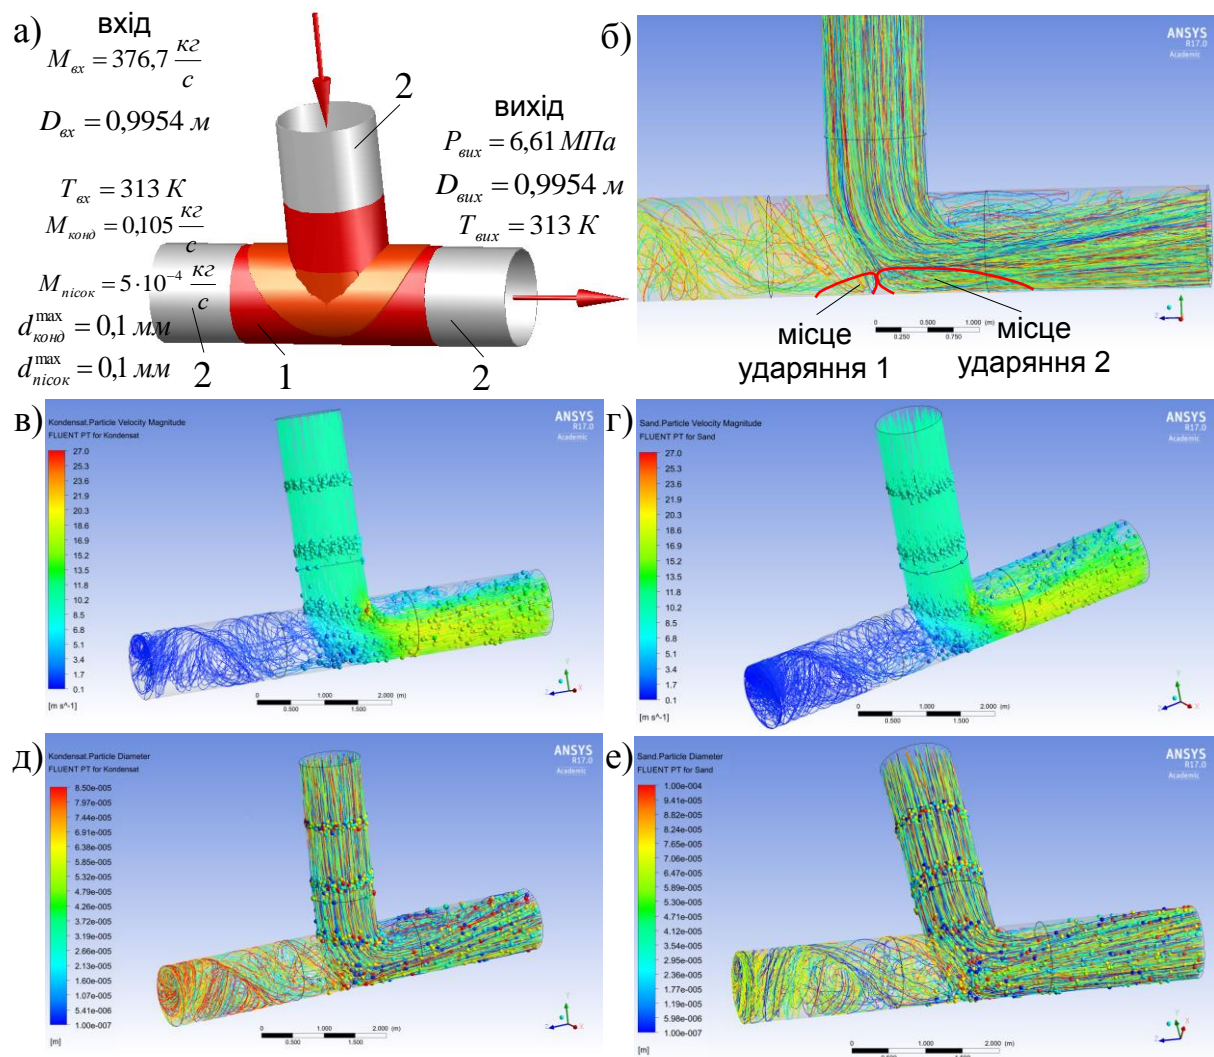 а)
вхід
M_вх = 376,7 кг/с
D_вх = 0,9954 м
T_вх = 313 К
M_конд = 0,105 кг/с
M_пісок = 5·10⁻⁴ кг/с
d_конд^max = 0,1 мм
d_пісок^max = 0,1 мм
2
вихід
P_вих = 6,61 МПа
D_вих = 0,9954 м
T_вих = 313 К
2
1
2
б)
ANSYS
R17.0
Academic
0
0.250
0.500
0.750
1.000 (m)
місце
ударяння 1
місце
ударяння 2
в)
Kondensat.Particle Velocity Magnitude
FLUENT PT for Kondensat
27.0
25.3
23.6
21.9
20.3
18.6
16.9
15.2
13.5
11.8
10.2
8.5
6.8
5.1
3.4
1.7
0.1
[m s^-1]
ANSYS
R17.0
Academic
0
0.500
1.000
1.500
2.000 (m)
г)
Sand.Particle Velocity Magnitude
FLUENT PT for Sand
27.0
25.3
23.6
21.9
20.3
18.6
16.9
15.2
13.5
11.8
10.2
8.5
6.8
5.1
3.4
1.7
0.1
[m s^-1]
ANSYS
R17.0
Academic
0
0.500
1.000
1.500
2.000 (m)
д)
Kondensat.Particle Diameter
FLUENT PT for Kondensat
8.50e-005
7.97e-005
7.44e-005
6.91e-005
6.38e-005
5.85e-005
5.32e-005
4.79e-005
4.26e-005
3.72e-005
3.19e-005
2.66e-005
2.13e-005
1.60e-005
1.07e-005
5.41e-006
1.00e-007
[m]
ANSYS
R17.0
Academic
0
0.500
1.000
1.500
2.000 (m)
е)
Sand.Particle Diameter
FLUENT PT for Sand
1.00e-004
9.41e-005
8.82e-005
8.24e-005
7.65e-005
7.06e-005
6.47e-005
5.89e-005
5.30e-005
4.71e-005
4.12e-005
3.54e-005
2.95e-005
2.36e-005
1.77e-005
1.19e-005
5.98e-006
1.00e-007
[m]
ANSYS
R17.0
Academic
0
0.500
1.000
1.500
2.000 (m)